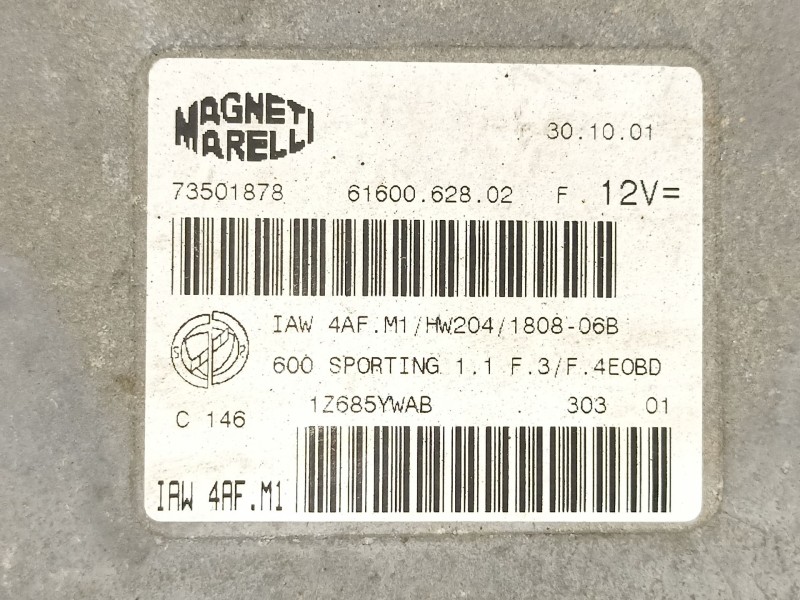 MAGNETI
MARELLI
30.10.01
73501878 61600.628.02 F. 12V=
IAW 4AF.M1/HW204/1808-06B
S R
600 SPORTING 1.1 F.3/F.4EOBD
1Z685YWAB . 303 01
C 146
IAW 4AF.M1